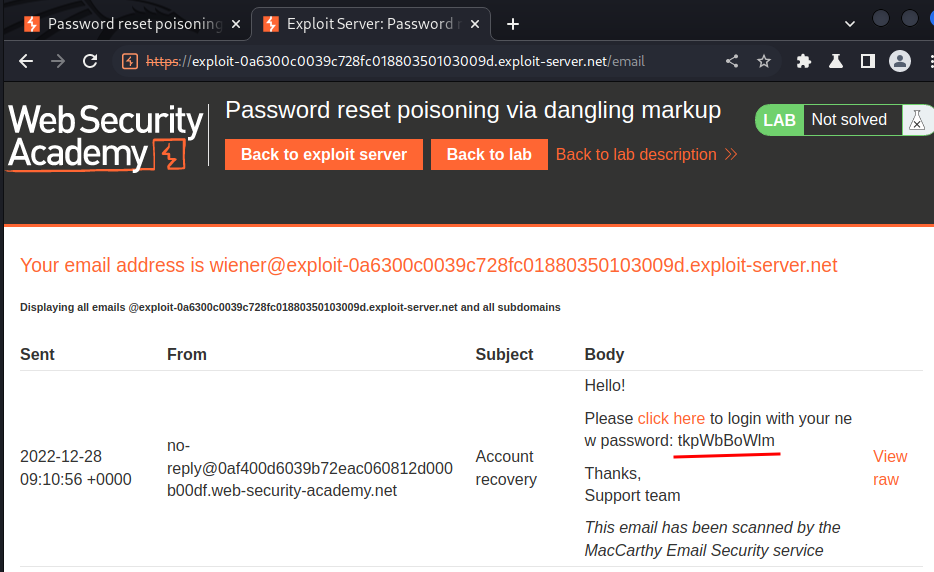 Password reset poisoning
Exploit Server: Password r
https://exploit-0a6300c0039c728fc01880350103009d.exploit-server.net/email
WebSecurity
Academy
Password reset poisoning via dangling markup
LAB
Not solved
Back to exploit server
Back to lab
Back to lab description
Your email address is wiener@exploit-0a6300c0039c728fc01880350103009d.exploit-server.net
Displaying all emails @exploit-0a6300c0039c728fc01880350103009d.exploit-server.net and all subdomains
Sent From Subject Body
2022-12-28
09:10:56 +0000
no-
reply@0af400d6039b72eac060812d000
b00df.web-security-academy.net
Account
recovery
Hello!
Please click here to login with your ne
w password: tkpWbBoWlm
Thanks,
Support team
This email has been scanned by the
MacCarthy Email Security service
View
raw